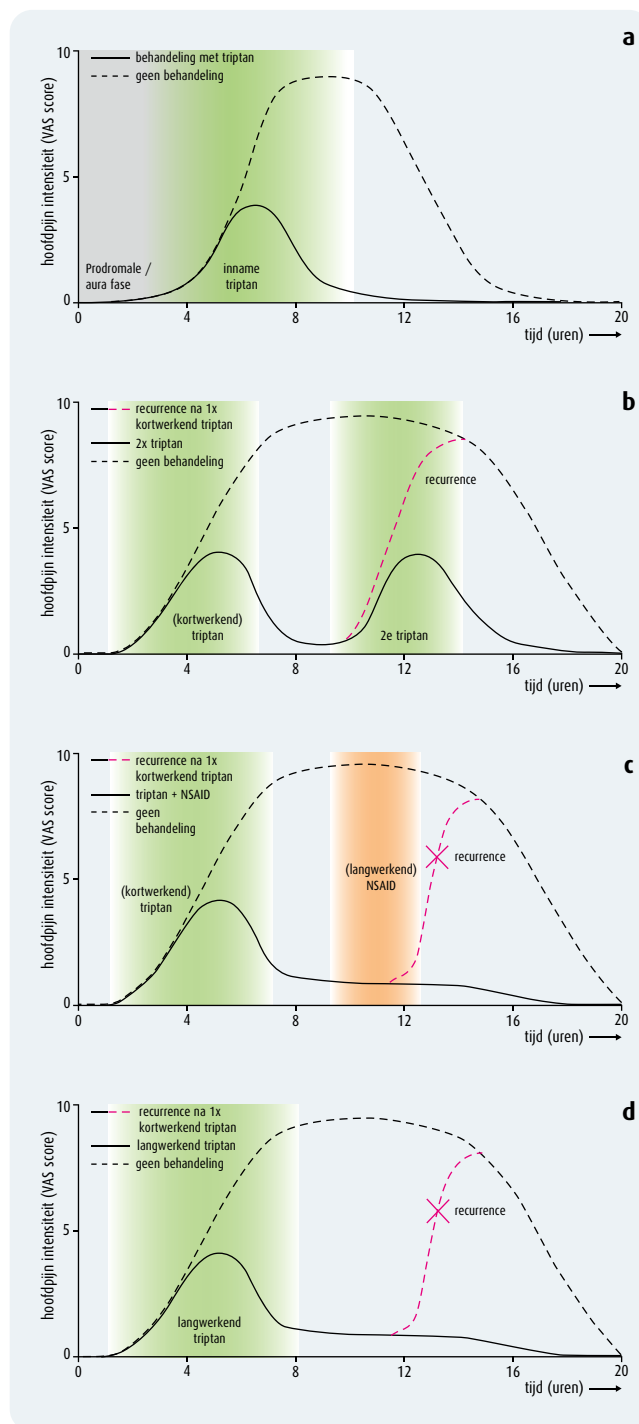 a
10
behandeling met triptan
geen behandeling
hoofdpijn intensiteit (VAS score)
5
Prodromale /
aura fase
inname
triptan
0
0
4
8
12
16
20
tijd (uren)
b
10
recurrence na 1x
kortwerkend triptan
2x triptan
geen behandeling
hoofdpijn intensiteit (VAS score)
recurrence
5
(kortwerkend)
triptan
2e triptan
0
0
4
8
12
16
20
tijd (uren)
c
10
recurrence na 1x
kortwerkend triptan
triptan + NSAID
geen
behandeling
hoofdpijn intensiteit (VAS score)
recurrence
(langwerkend)
NSAID
5
(kortwerkend)
triptan
0
0
4
8
12
16
20
tijd (uren)
d
10
recurrence na 1x
kortwerkend triptan
langwerkend triptan
geen behandeling
hoofdpijn intensiteit (VAS score)
recurrence
5
langwerkend
triptan
0
0
4
8
12
16
20
tijd (uren)